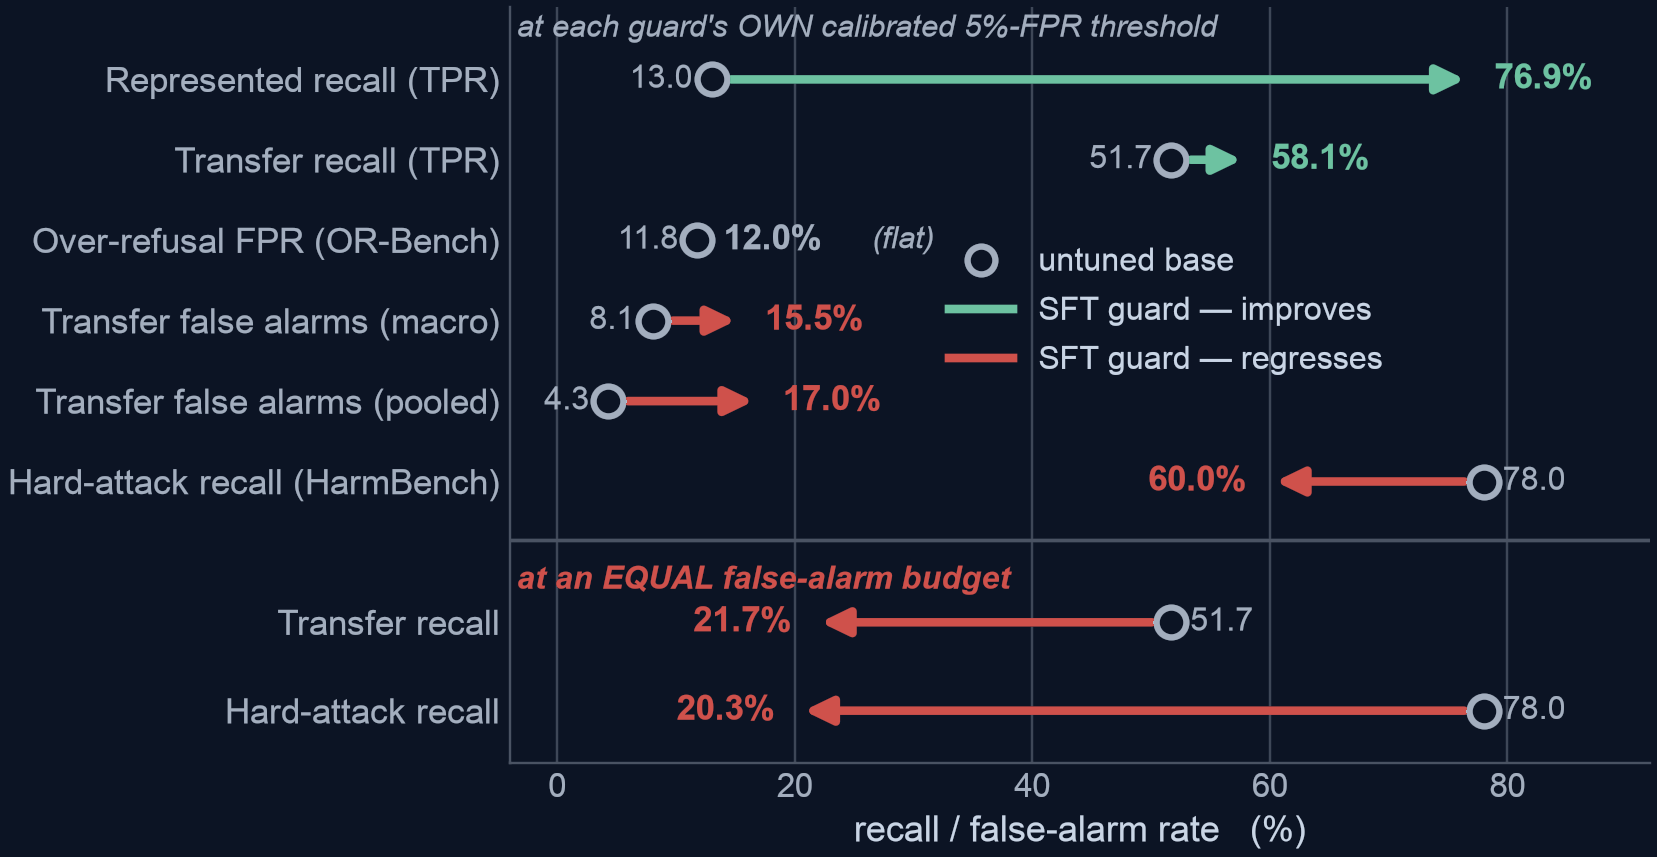 at each guard's OWN calibrated 5%-FPR threshold
Represented recall (TPR) 13.0 76.9%
Transfer recall (TPR) 51.7 58.1%
Over-refusal FPR (OR-Bench) 11.8 12.0% (flat)
untuned base
SFT guard — improves
Transfer false alarms (macro) 8.1 15.5%
SFT guard — regresses
Transfer false alarms (pooled) 4.3 17.0%
Hard-attack recall (HarmBench) 60.0% 78.0
at an EQUAL false-alarm budget
Transfer recall 21.7% 51.7
Hard-attack recall 20.3% 78.0
0 20 40 60 80
recall / false-alarm rate (%)